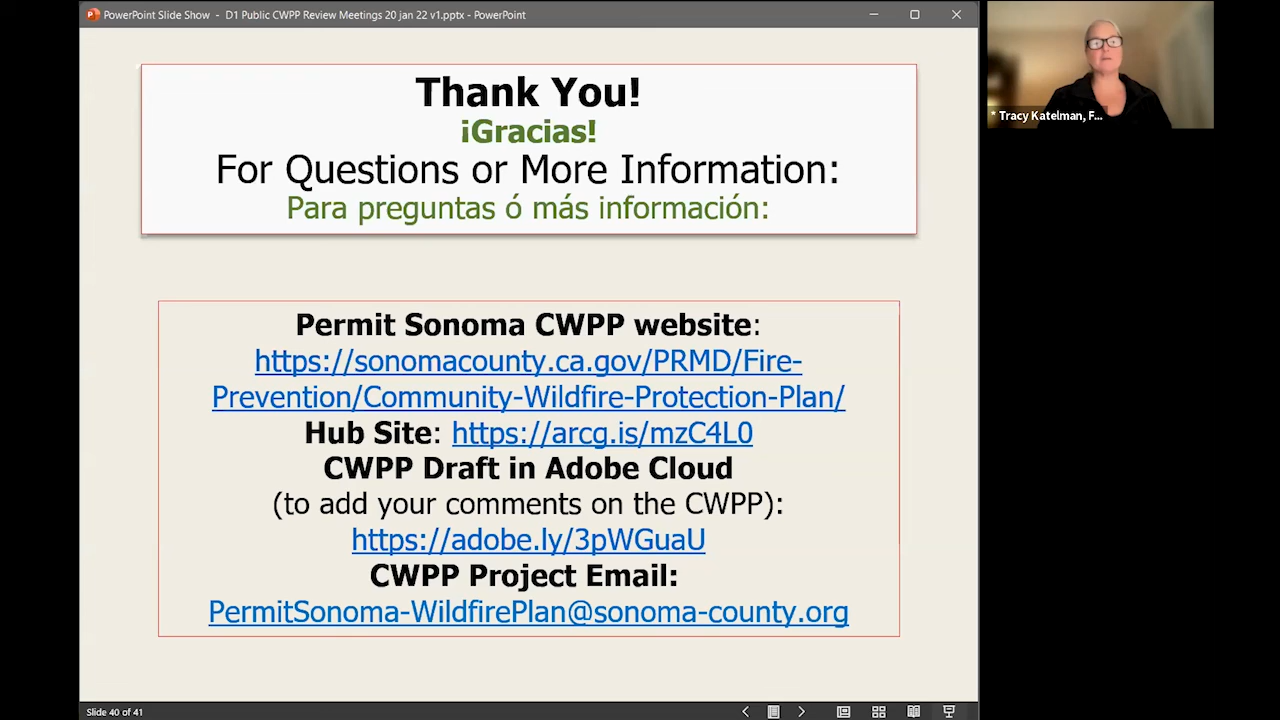 PowerPoint Slide Show - D1 Public CWPP Review Meetings 20 jan 22 v1.pptx - PowerPoint
* Tracy Katelman, F...
Thank You!
¡Gracias!
For Questions or More Information:
Para preguntas ó más información:
Permit Sonoma CWPP website:
https://sonomacounty.ca.gov/PRMD/Fire-
Prevention/Community-Wildfire-Protection-Plan/
Hub Site: https://arcg.is/mzC4L0
CWPP Draft in Adobe Cloud
(to add your comments on the CWPP):
https://adobe.ly/3pWGuaU
CWPP Project Email:
PermitSonoma-WildfirePlan@sonoma-county.org
Slide 40 of 41